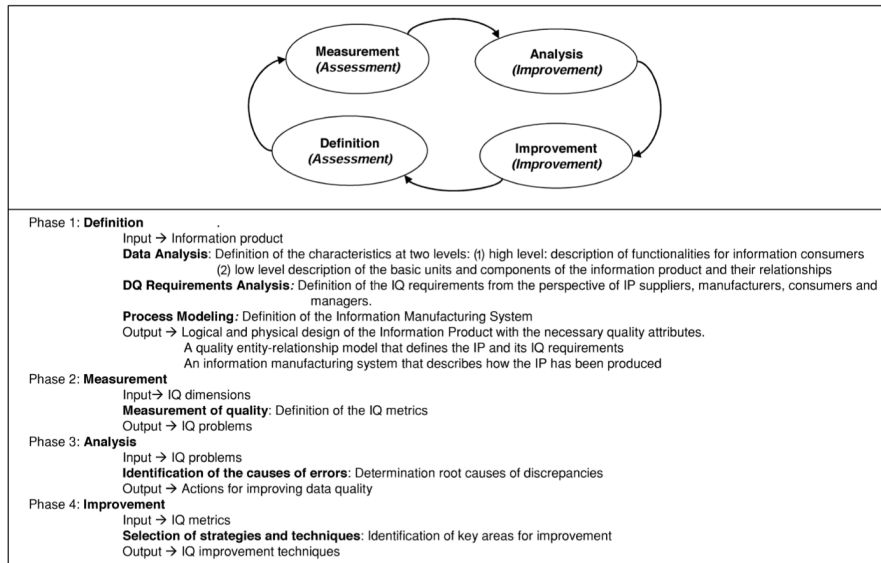 Measurement
(Assessment)
Analysis
(Improvement)
Definition
(Assessment)
Improvement
(Improvement)
Phase 1: Definition .
Input → Information product
Data Analysis: Definition of the characteristics at two levels: (1) high level: description of functionalities for information consumers
(2) low level description of the basic units and components of the information product and their relationships
DQ Requirements Analysis: Definition of the IQ requirements from the perspective of IP suppliers, manufacturers, consumers and
managers.
Process Modeling: Definition of the Information Manufacturing System
Output → Logical and physical design of the Information Product with the necessary quality attributes.
A quality entity-relationship model that defines the IP and its IQ requirements
An information manufacturing system that describes how the IP has been produced
Phase 2: Measurement
Input→ IQ dimensions
Measurement of quality: Definition of the IQ metrics
Output → IQ problems
Phase 3: Analysis
Input → IQ problems
Identification of the causes of errors: Determination root causes of discrepancies
Output → Actions for improving data quality
Phase 4: Improvement
Input → IQ metrics
Selection of strategies and techniques: Identification of key areas for improvement
Output → IQ improvement techniques